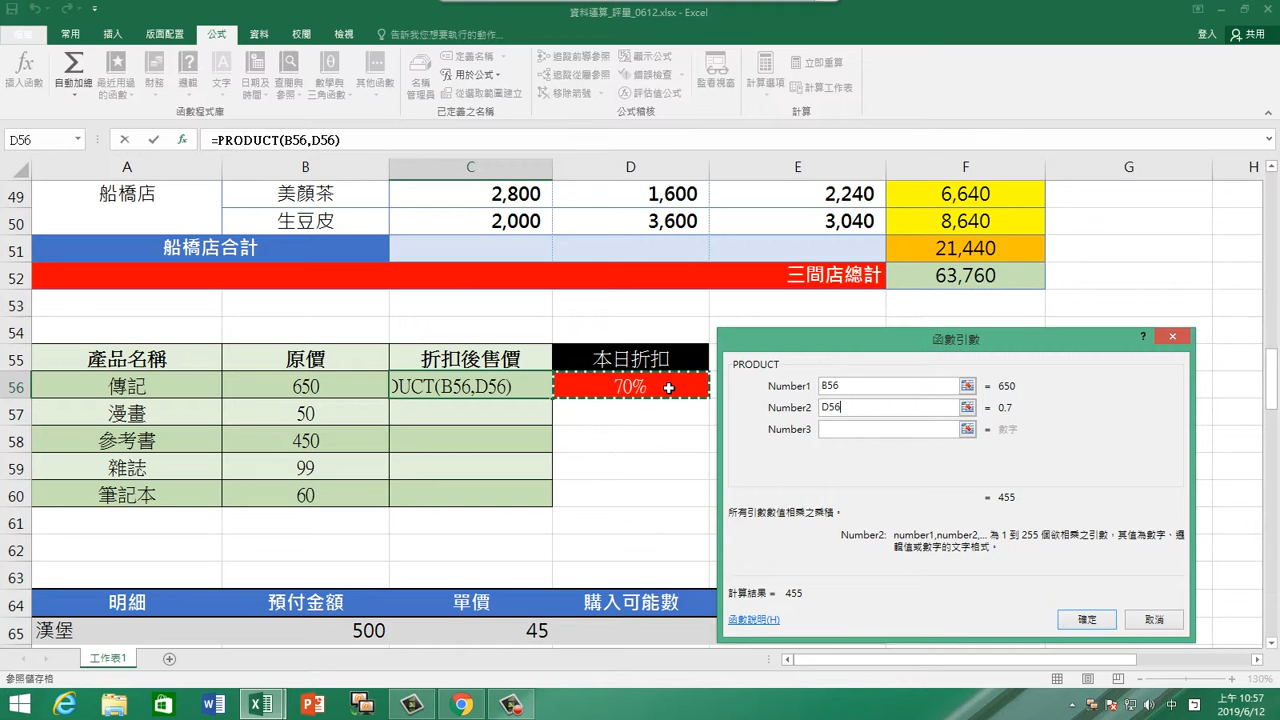 資料運算_評量_0612.xlsx - Excel
常用 插入 版面配置 公式 資料 校閱 檢視 告訴我您想要執行的動作... 登入 共用
插入函數 自動加總 最近用過的函數 財務 邏輯 文字 日期及時間 查閱與參照 數學與三角函數 其他函數
名稱管理員 定義名稱 用於公式 從選取範圍建立
追蹤前導參照 追蹤從屬參照 移除箭號 顯示公式 錯誤檢查 評估值公式 監看視窗
計算選項 立即重算 計算工作表
函數程式庫 已定義之名稱 公式稽核 計算
D56 fx =PRODUCT(B56,D56)
A B C D E F G H
49 船橋店 美顏茶 2,800 1,600 2,240 6,640
50 生豆皮 2,000 3,600 3,040 8,640
51 船橋店合計 21,440
52 三間店總計 63,760
53
54
55 產品名稱 原價 折扣後售價 本日折扣
56 傳記 650 DUCT(B56,D56) 70%
57 漫畫 50
58 參考書 450
59 雜誌 99
60 筆記本 60
61
62
63
64 明細 預付金額 單價 購入可能數
65 漢堡 500 45
函數引數 ?
PRODUCT
Number1 B56 = 650
Number2 D56 = 0.7
Number3 = 數字
= 455
所有引數數值相乘之乘積。
Number2: number1,number2,... 為 1 到 255 個欲相乘之引數，其值為數字、邏
輯值或數字的文字格式。
計算結果 = 455
函數說明(H) 確定 取消
工作表1
參照儲存格 130%
中
上午 10:57
2019/6/12